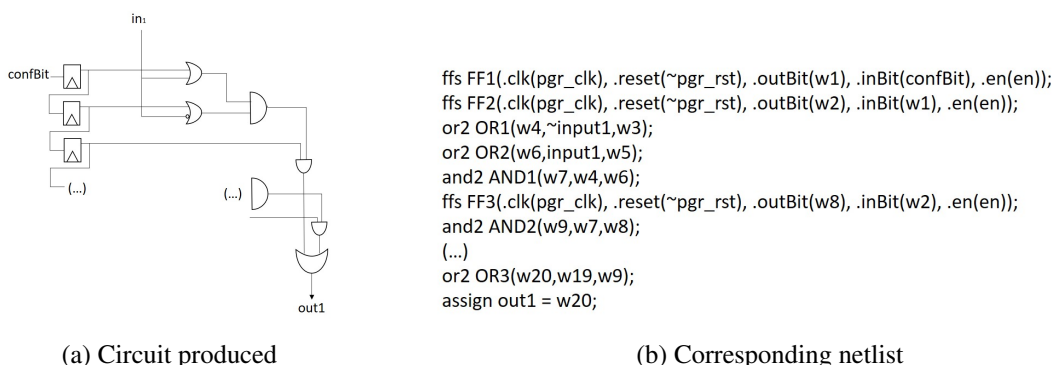 in1
confBit
(...)
(...)
out1
(a) Circuit produced
ffs FF1(.clk(pgr_clk), .reset(~pgr_rst), .outBit(w1), .inBit(confBit), .en(en));
ffs FF2(.clk(pgr_clk), .reset(~pgr_rst), .outBit(w2), .inBit(w1), .en(en));
or2 OR1(w4,~input1,w3);
or2 OR2(w6,input1,w5);
and2 AND1(w7,w4,w6);
ffs FF3(.clk(pgr_clk), .reset(~pgr_rst), .outBit(w8), .inBit(w2), .en(en));
and2 AND2(w9,w7,w8);
(...)
or2 OR3(w20,w19,w9);
assign out1 = w20;
(b) Corresponding netlist